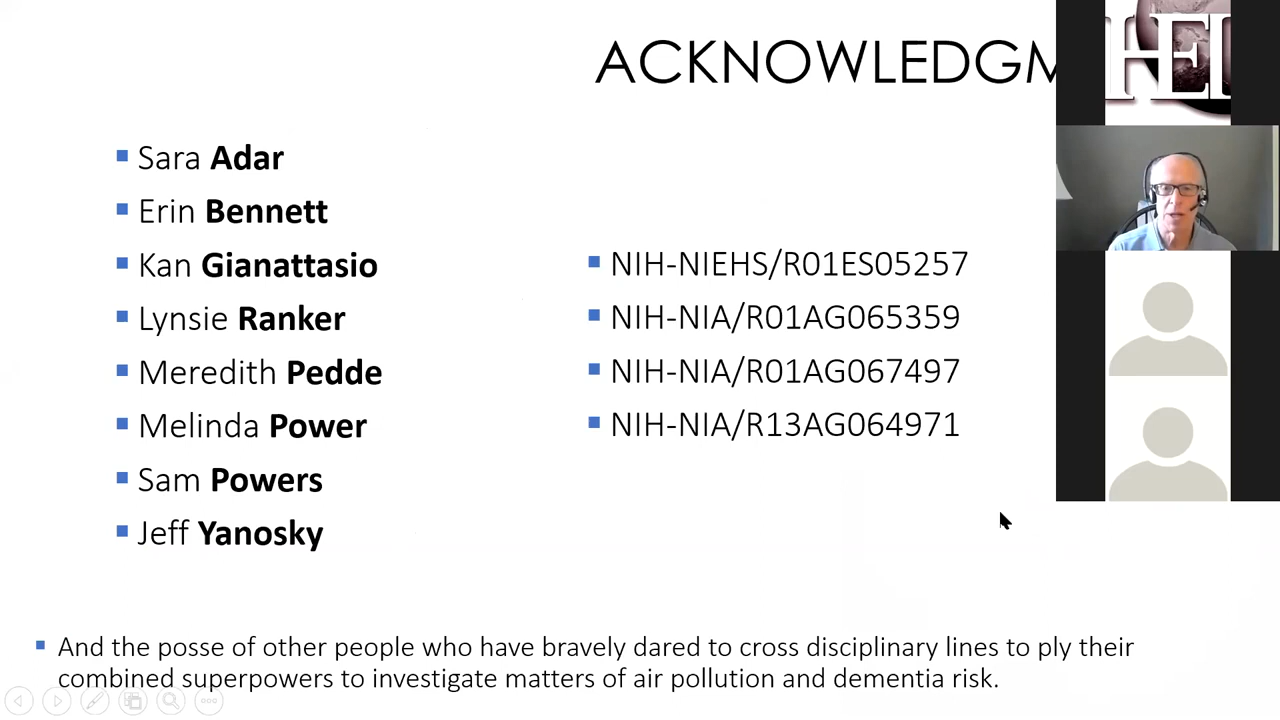 ACKNOWLEDGM
HEI
Sara Adar
Erin Bennett
Kan Gianattasio
Lynsie Ranker
Meredith Pedde
Melinda Power
Sam Powers
Jeff Yanosky
NIH-NIEHS/R01ES05257
NIH-NIA/R01AG065359
NIH-NIA/R01AG067497
NIH-NIA/R13AG064971
And the posse of other people who have bravely dared to cross disciplinary lines to ply their
combined superpowers to investigate matters of air pollution and dementia risk.